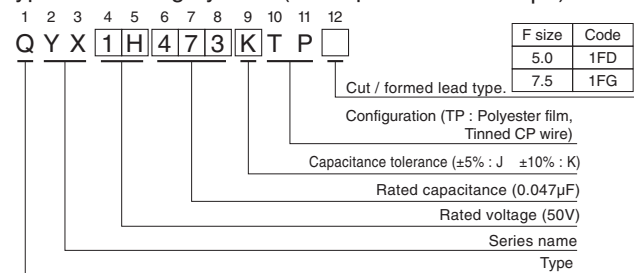 1 2 3 4 5 6 7 8 9 10 11 12
Q Y X 1 H 4 7 3 K T P
F size Code
5.0 1FD
7.5 1FG
Cut / formed lead type.
Configuration (TP : Polyester film,
Tinned CP wire)
Capacitance tolerance (±5% : J ±10% : K)
Rated capacitance (0.047μF)
Rated voltage (50V)
Series name
Type